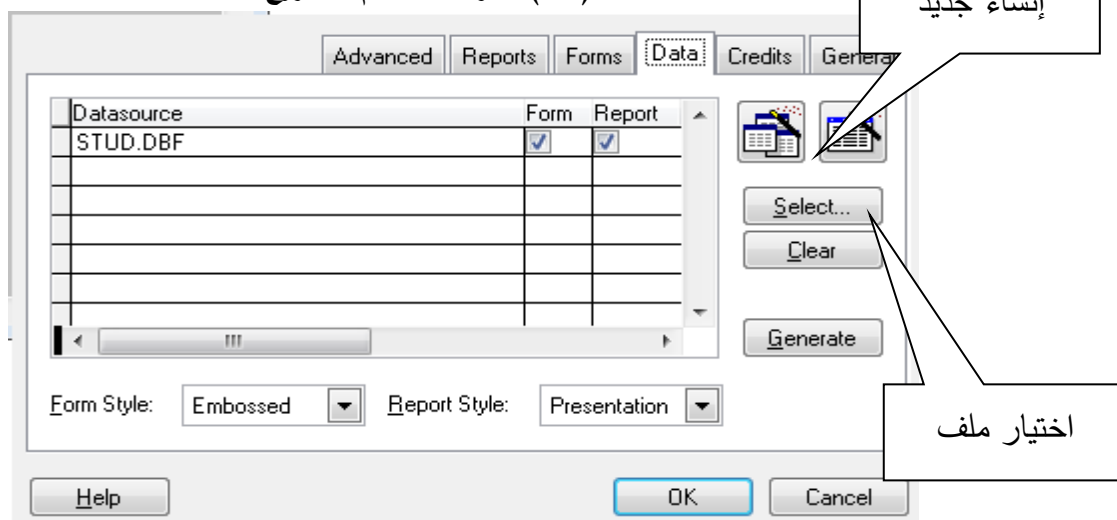 إنشاء جديد
Advanced Reports Forms Data Credits General
Datasource Form Report
STUD.DBF
Select...
Clear
Generate
Form Style: Embossed Report Style: Presentation
اختيار ملف
Help OK Cancel